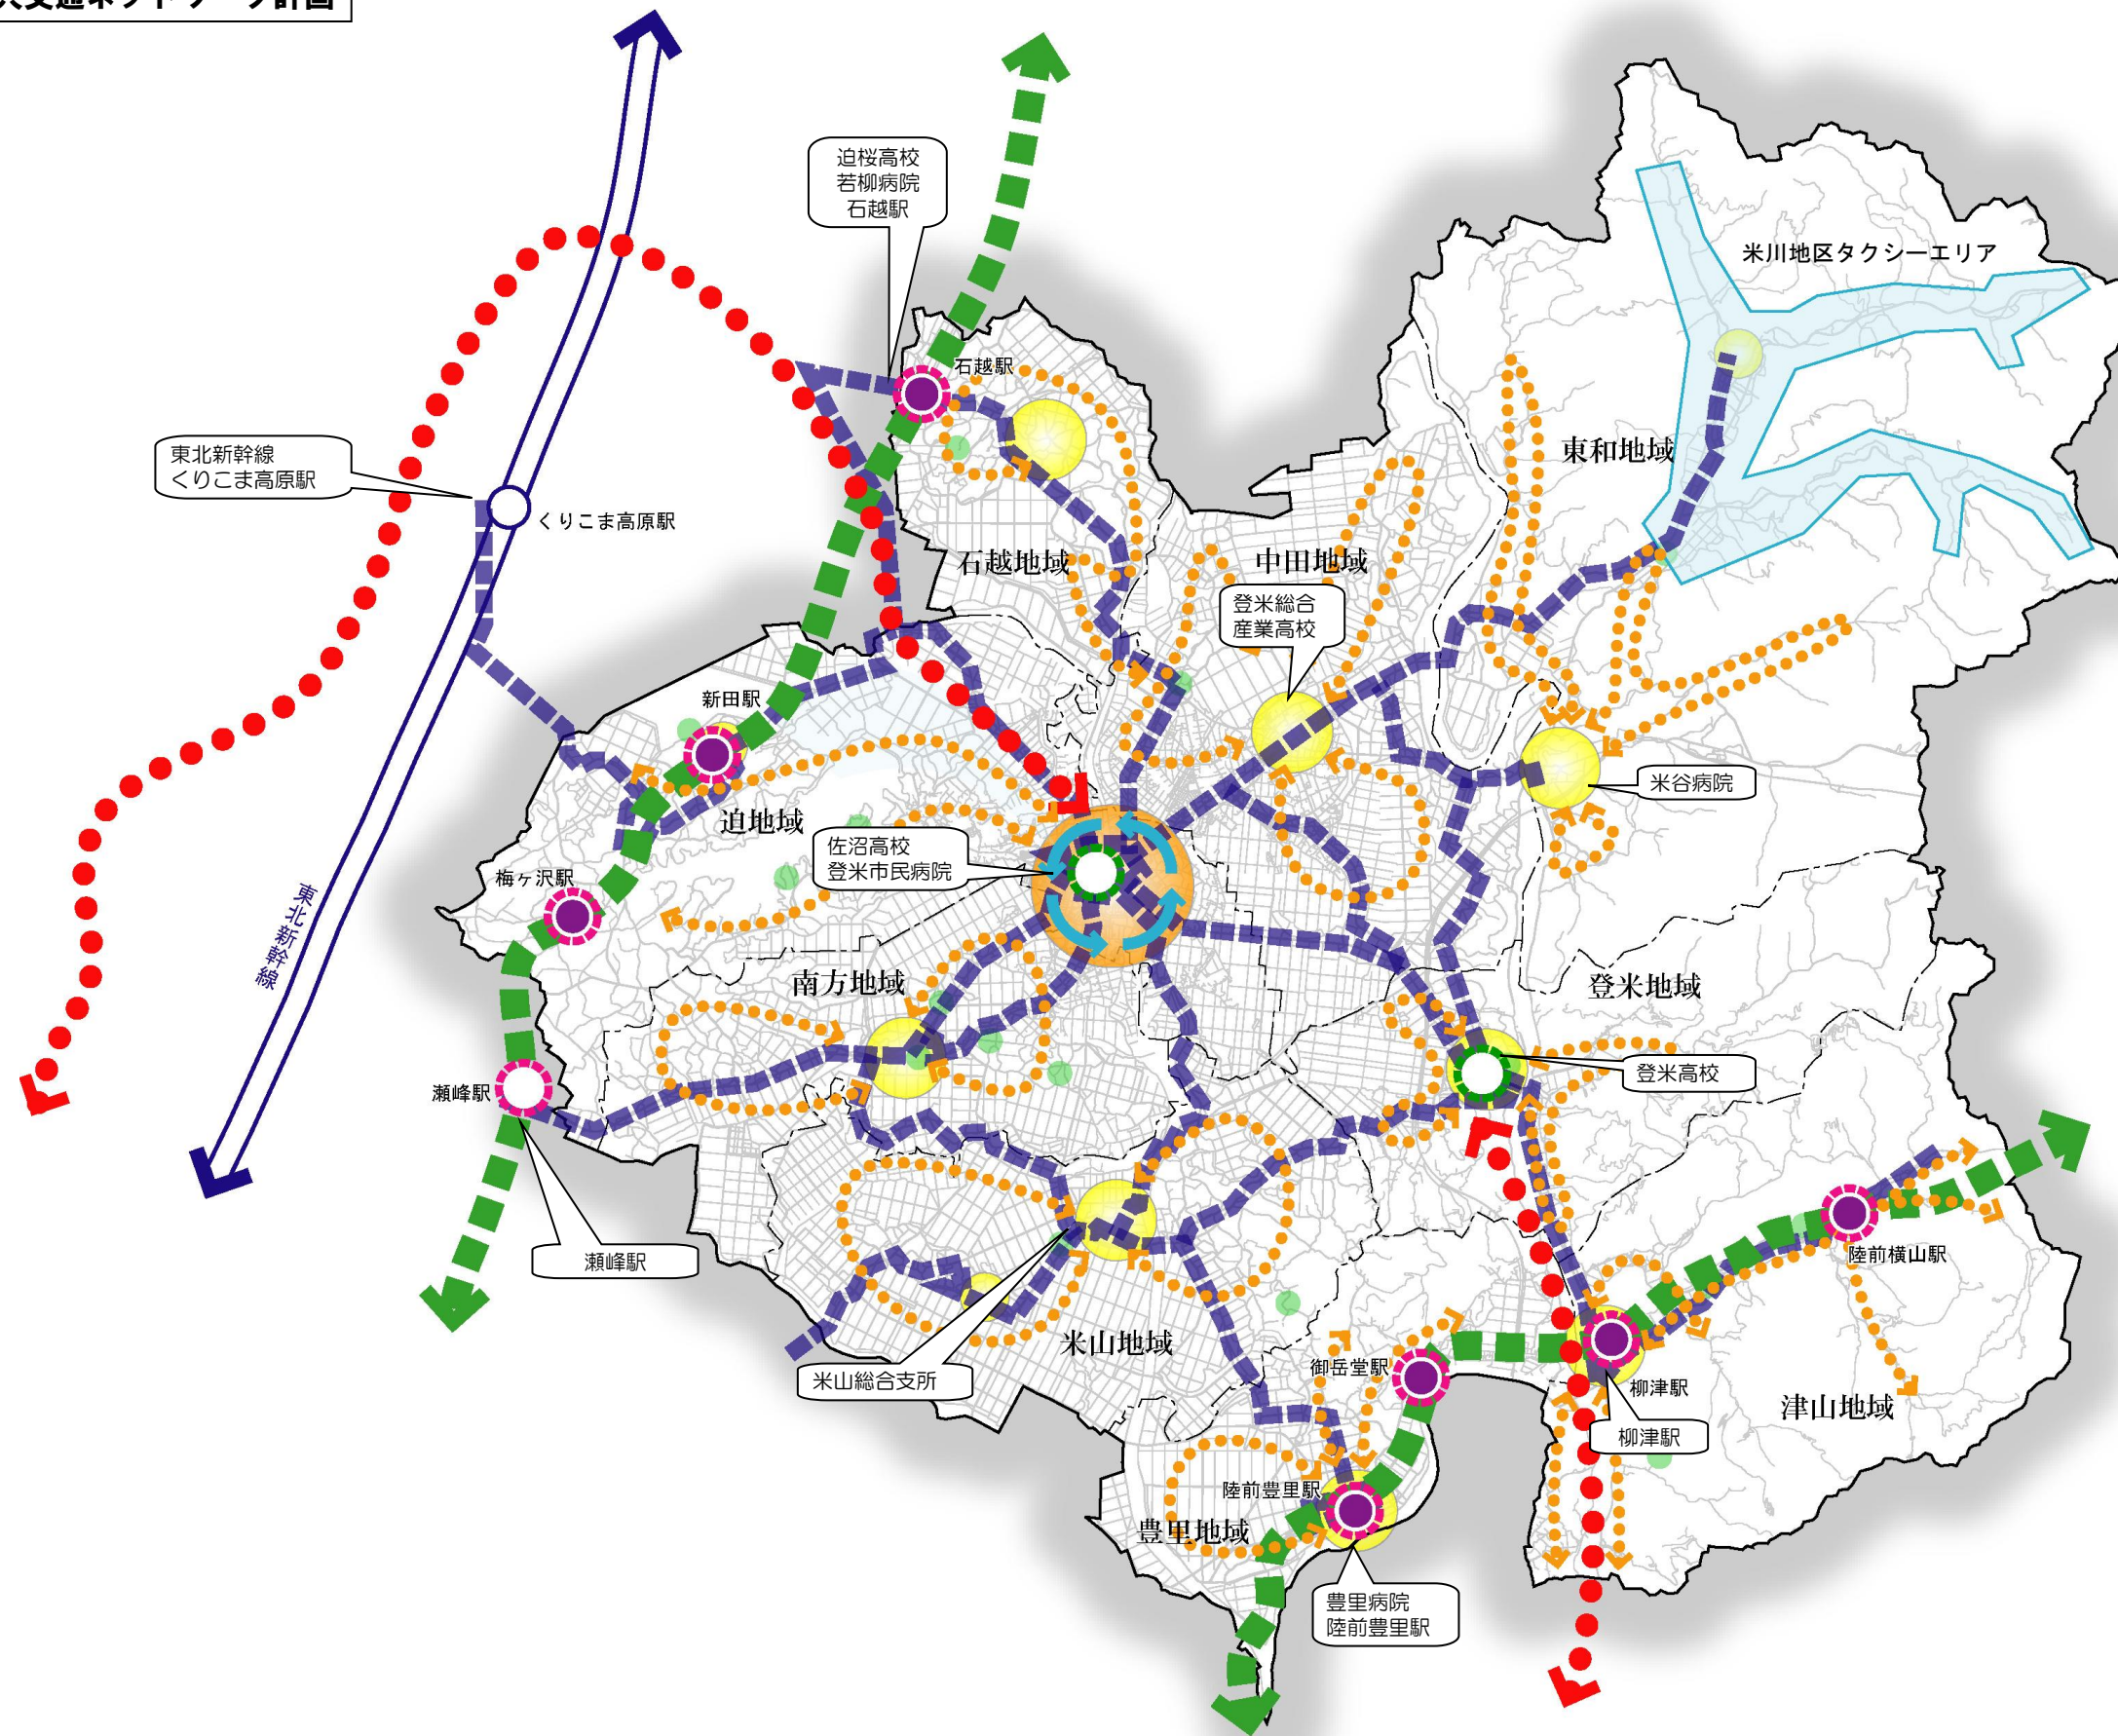 共交通ネットワーク計画
迫桜高校
若柳病院
石越駅
米川地区タクシーエリア
石越駅
東北新幹線
くりこま高原駅
東和地域
くりこま高原駅
石越地域
中田地域
登米総合
産業高校
新田駅
米谷病院
迫地域
佐沼高校
登米市民病院
梅ヶ沢駅
東北新幹線
南方地域
登米地域
瀬峰駅
登米高校
瀬峰駅
陸前横山駅
米山地域
御岳堂駅
米山総合支所
柳津駅
津山地域
柳津駅
陸前豊里駅
豊里地域
豊里病院
陸前豊里駅